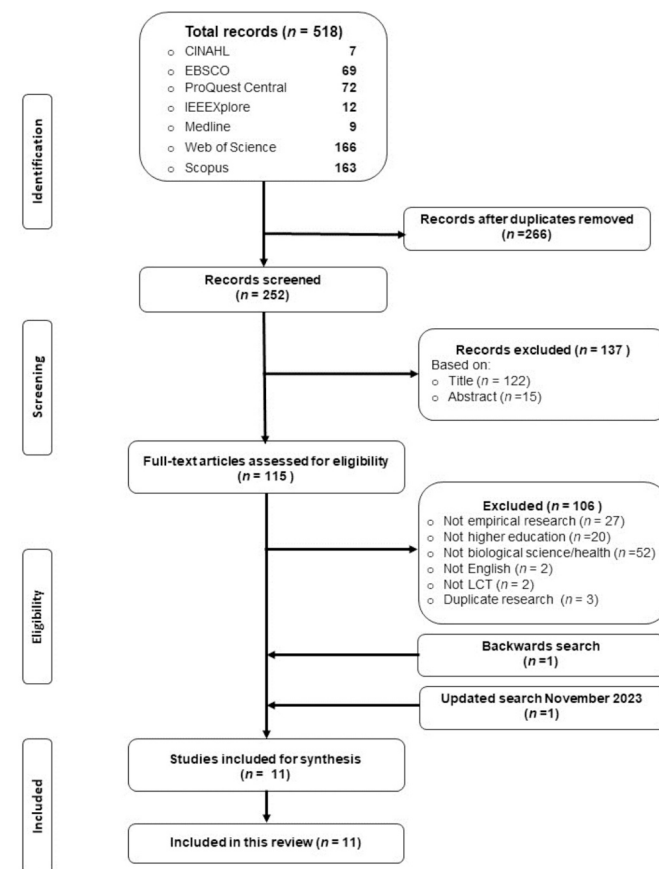 Total records (n = 518)
○ CINAHL 7
○ EBSCO 69
○ ProQuest Central 72
○ IEEEXplore 12
○ Medline 9
○ Web of Science 166
○ Scopus 163
Identification
Records after duplicates removed
(n =266)
Records screened
(n = 252)
Screening
Records excluded (n = 137 )
Based on:
○ Title (n = 122)
○ Abstract (n =15)
Full-text articles assessed for eligibility
(n = 115 )
Excluded (n = 106 )
○ Not empirical research (n = 27)
○ Not higher education (n =20)
○ Not biological science/health (n =52)
○ Not English (n = 2)
○ Not LCT (n = 2)
○ Duplicate research (n = 3)
Eligibility
Backwards search
(n =1)
Updated search November 2023
(n =1)
Studies included for synthesis
(n = 11)
Included
Included in this review (n = 11)